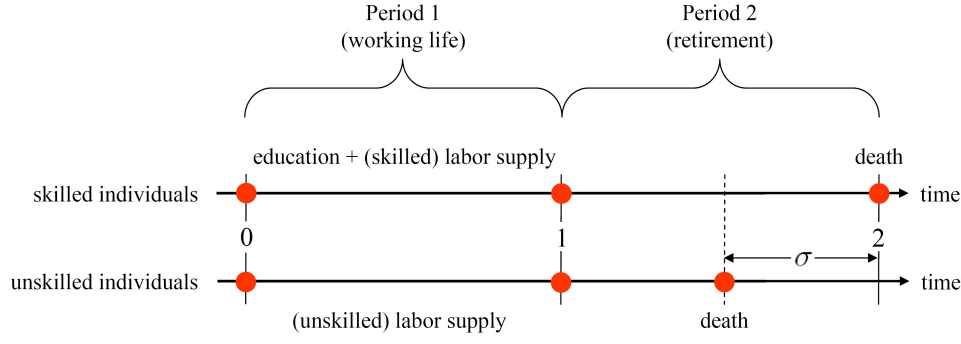 Period 1
(working life)
Period 2
(retirement)
education + (skilled) labor supply
death
skilled individuals
time
0
1
2
σ
unskilled individuals
time
(unskilled) labor supply
death